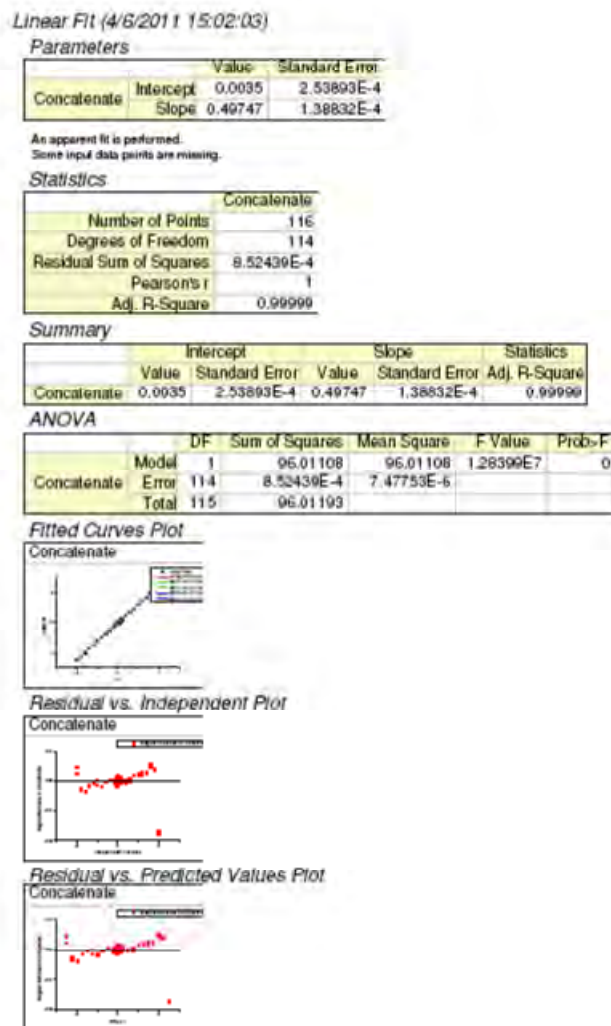 Linear Fit (4/6/2011 15:02:03)
Parameters
Value Standard Error
Concatenate Intercept 0.0035 2.53893E-4
Slope 0.49747 1.38832E-4
An apparent fit is performed.
Some input data points are missing.
Statistics
Concatenate
Number of Points 116
Degrees of Freedom 114
Residual Sum of Squares 8.52439E-4
Pearson's r 1
Adj. R-Square 0.99999
Summary
Intercept Slope Statistics
Value Standard Error Value Standard Error Adj. R-Square
Concatenate 0.0035 2.53893E-4 0.49747 1.38832E-4 0.99999
ANOVA
DF Sum of Squares Mean Square F Value Prob>F
Model 1 96.01108 96.01108 1.28399E7 0
Concatenate Error 114 8.52439E-4 7.47753E-6
Total 115 96.01193
Fitted Curves Plot
Concatenate
Residual vs. Independent Plot
Concatenate
Residual vs. Predicted Values Plot
Concatenate